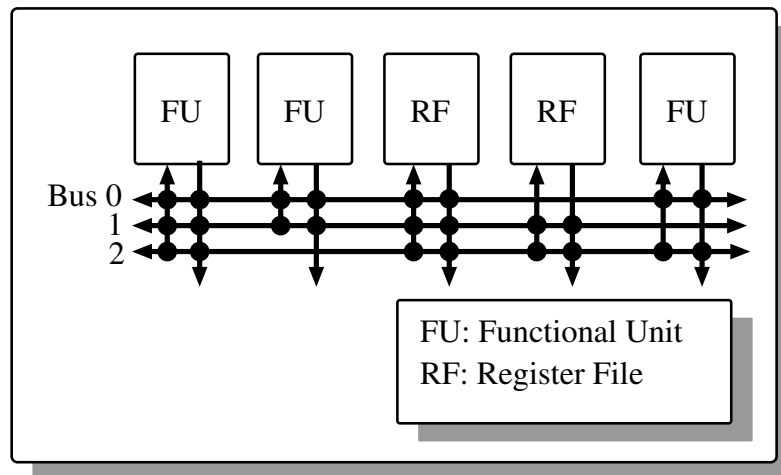 FU FU RF RF FU
Bus 0
1
2
FU: Functional Unit
RF: Register File